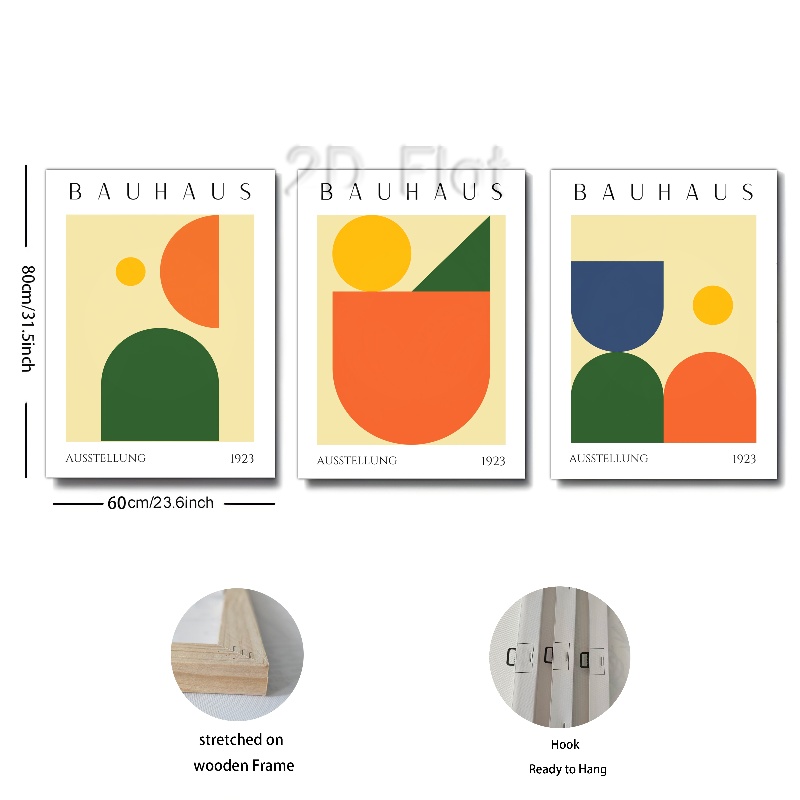 2D Flat
BAUHAUS
BAUHAUS
BAUHAUS
80cm/31.5inch
AUSSTELLUNG 1923
AUSSTELLUNG 1923
AUSSTELLUNG 1923
60cm/23.6inch
stretched on
wooden Frame
Hook
Ready to Hang